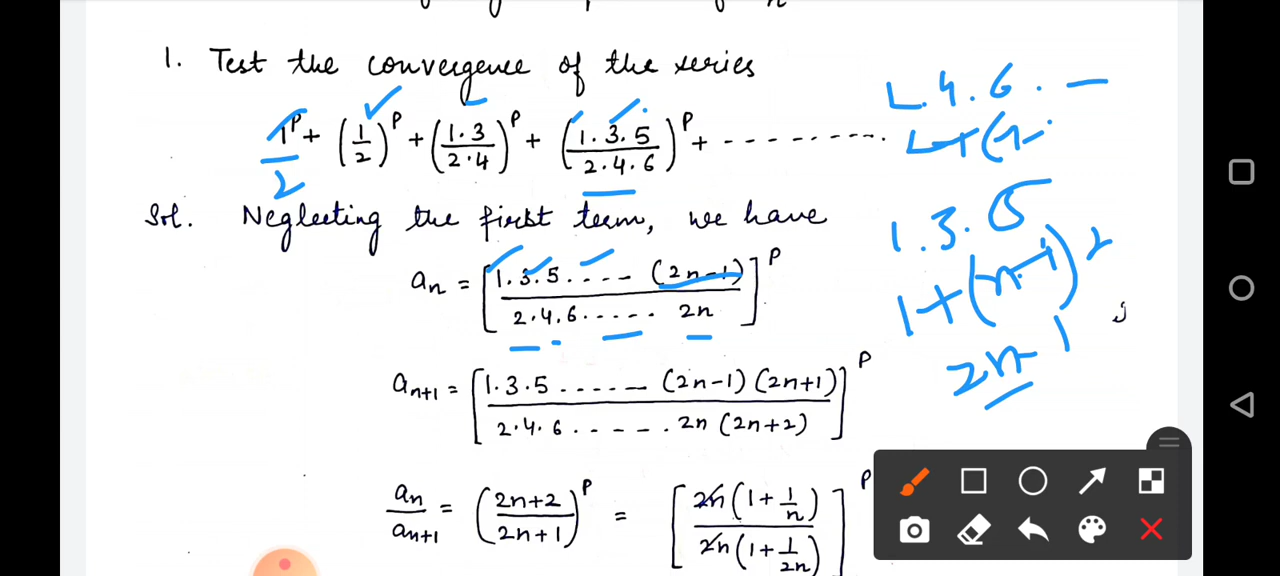 1. Test the convergence of the series
1^p + (1/2)^p + (1·3/2·4)^p + (1·3·5/2·4·6)^p + - - - - - - - - .
2
Sol. Neglecting the first term, we have
a_n = [1·3·5· ... - - (2n-1) / 2·4·6· · · · · · 2n]^p
a_{n+1} = [1·3·5 ... - - - (2n-1)(2n+1) / 2·4·6 · · - - - · 2n (2n+2)]^p
a_n/a_{n+1} = (2n+2/2n+1)^p = [2n(1+1/n) / 2n(1+1/2n)]^p
1.3.5
1+(n-1)2
2n-1